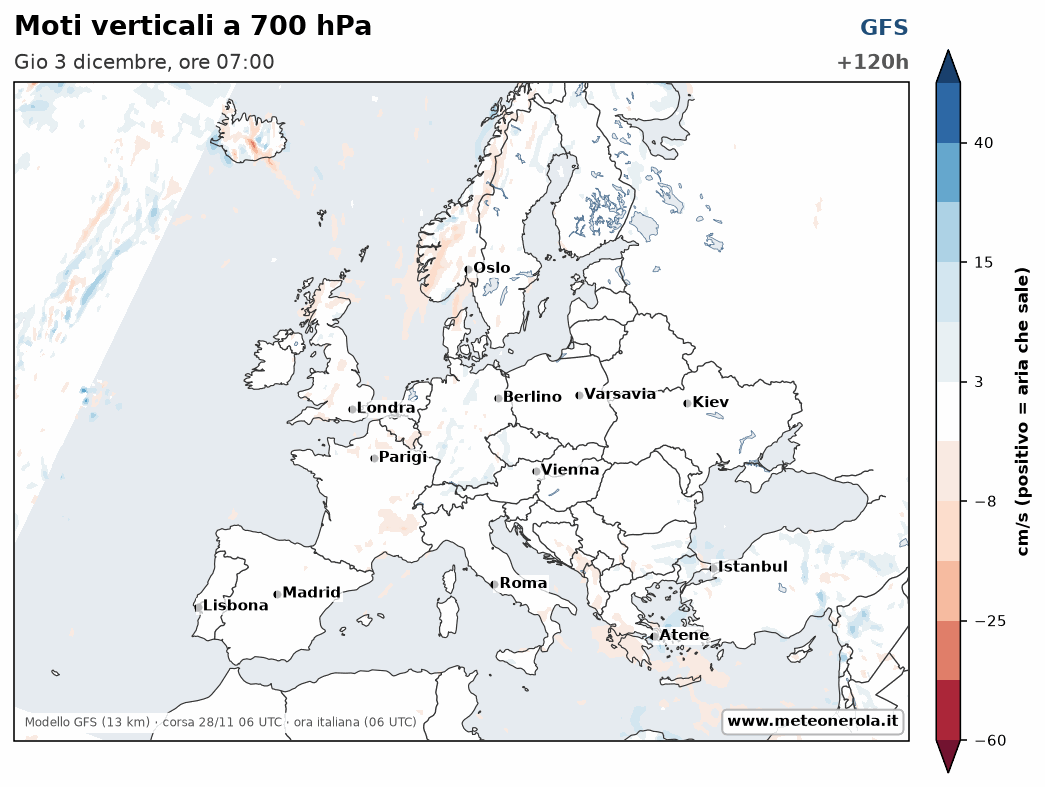 Moti verticali a 700 hPa
GFS
Gio 3 dicembre, ore 07:00
+120h
40
15
3
−8
−25
−60
cm/s (positivo = aria che sale)
Oslo
Londra
Berlino
Varsavia
Kiev
Parigi
Vienna
Istanbul
Roma
Madrid
Lisbona
Atene
Modello GFS (13 km) · corsa 28/11 06 UTC · ora italiana (06 UTC)
www.meteonerola.it